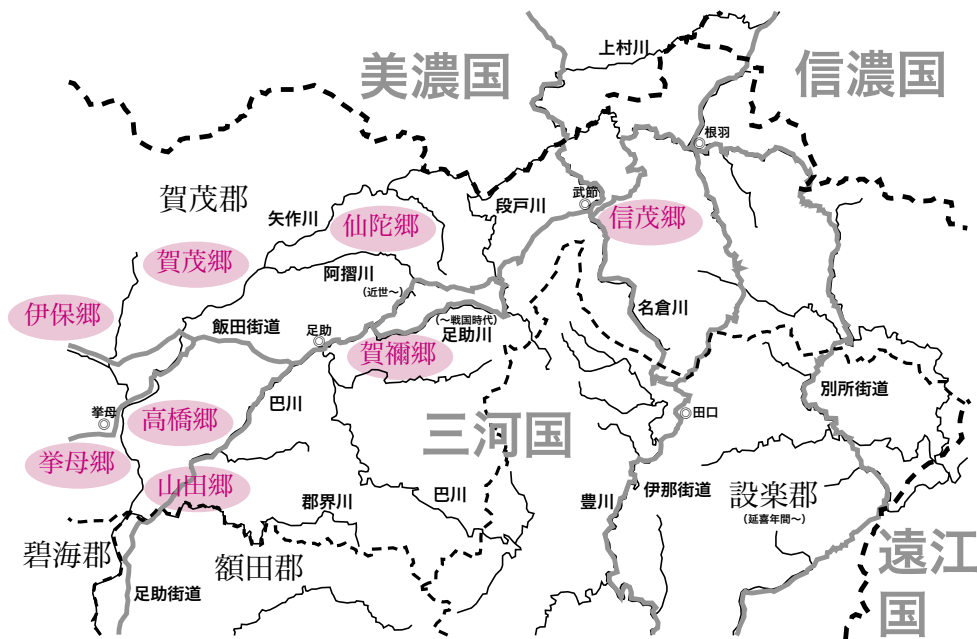 上村川
美濃国
信濃国
根羽
賀茂郡
武節
段戸川
矢作川
仙陀郷
信茂郷
賀茂郷
阿摺川
(近世〜)
伊保郷
名倉川
飯田街道
足助
(〜戦国時代)
足助川
賀禰郷
別所街道
巴川
挙母
高橋郷
田口
三河国
挙母郷
山田郷
郡界川
巴川
豊川
伊那街道
設楽郡
(延喜年間〜)
碧海郡
額田郡
足助街道
遠江
国